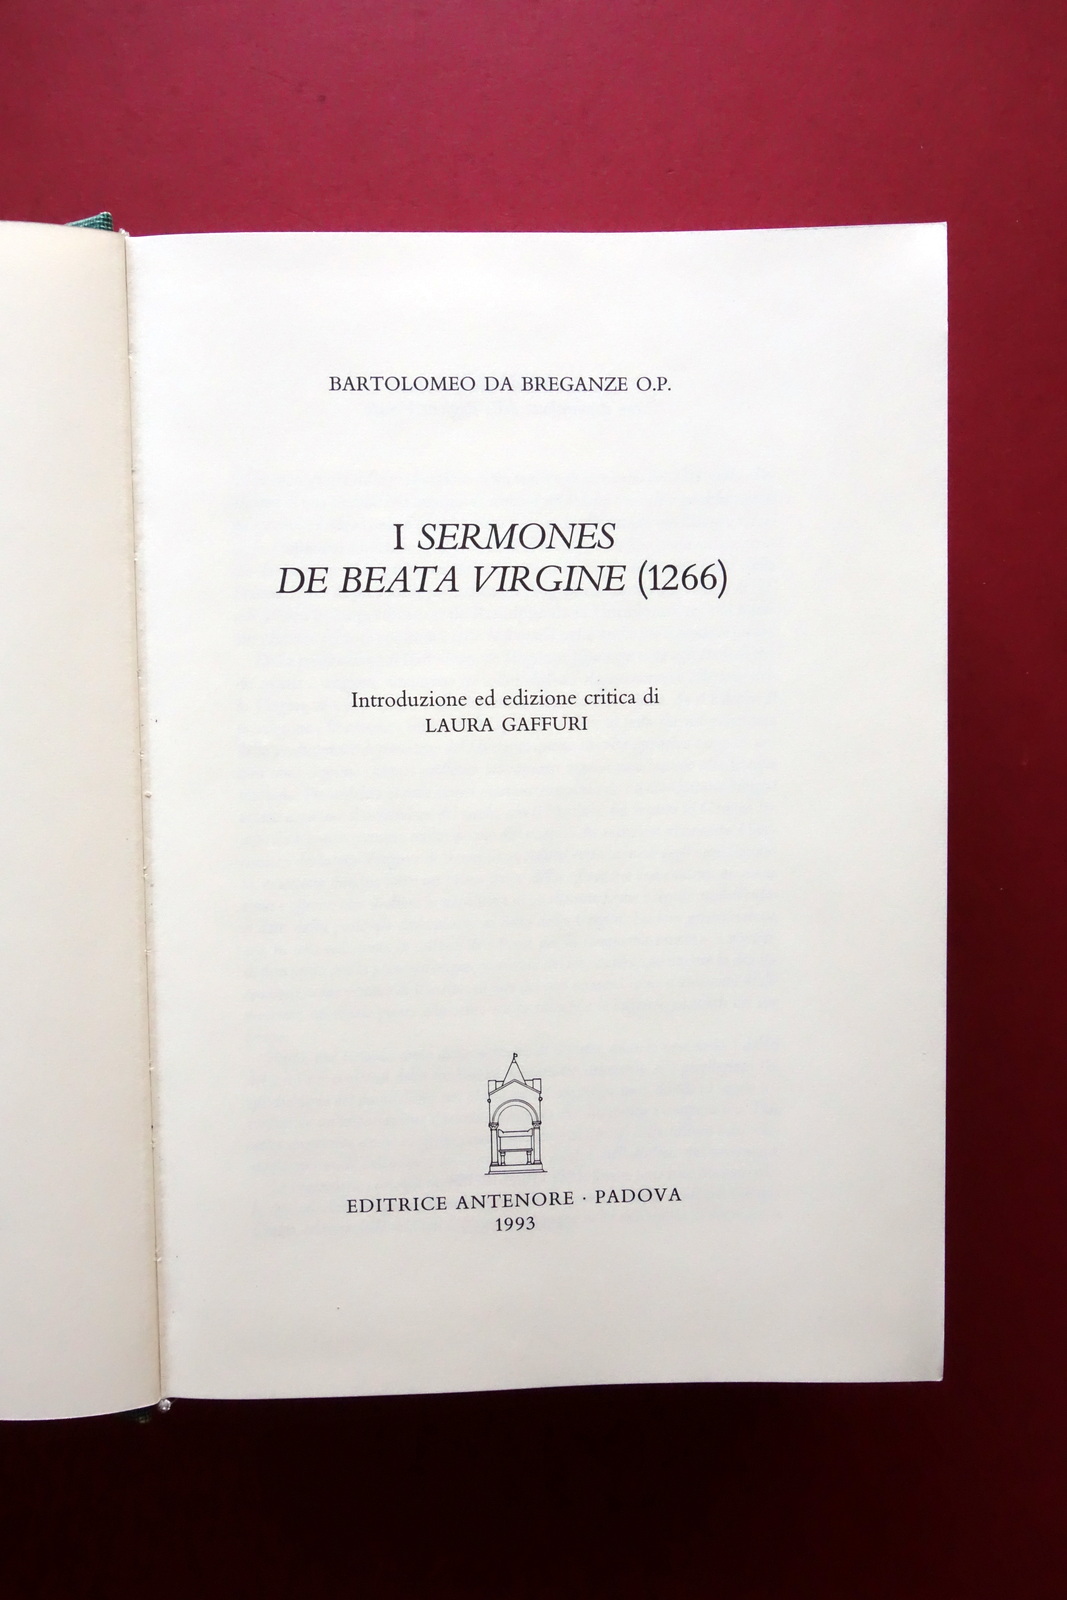 BARTOLOMEO DA BREGANZE O.P.
I SERMONES
DE BEATA VIRGINE (1266)
Introduzione ed edizione critica di
LAURA GAFFURI
EDITRICE ANTENORE · PADOVA
1993